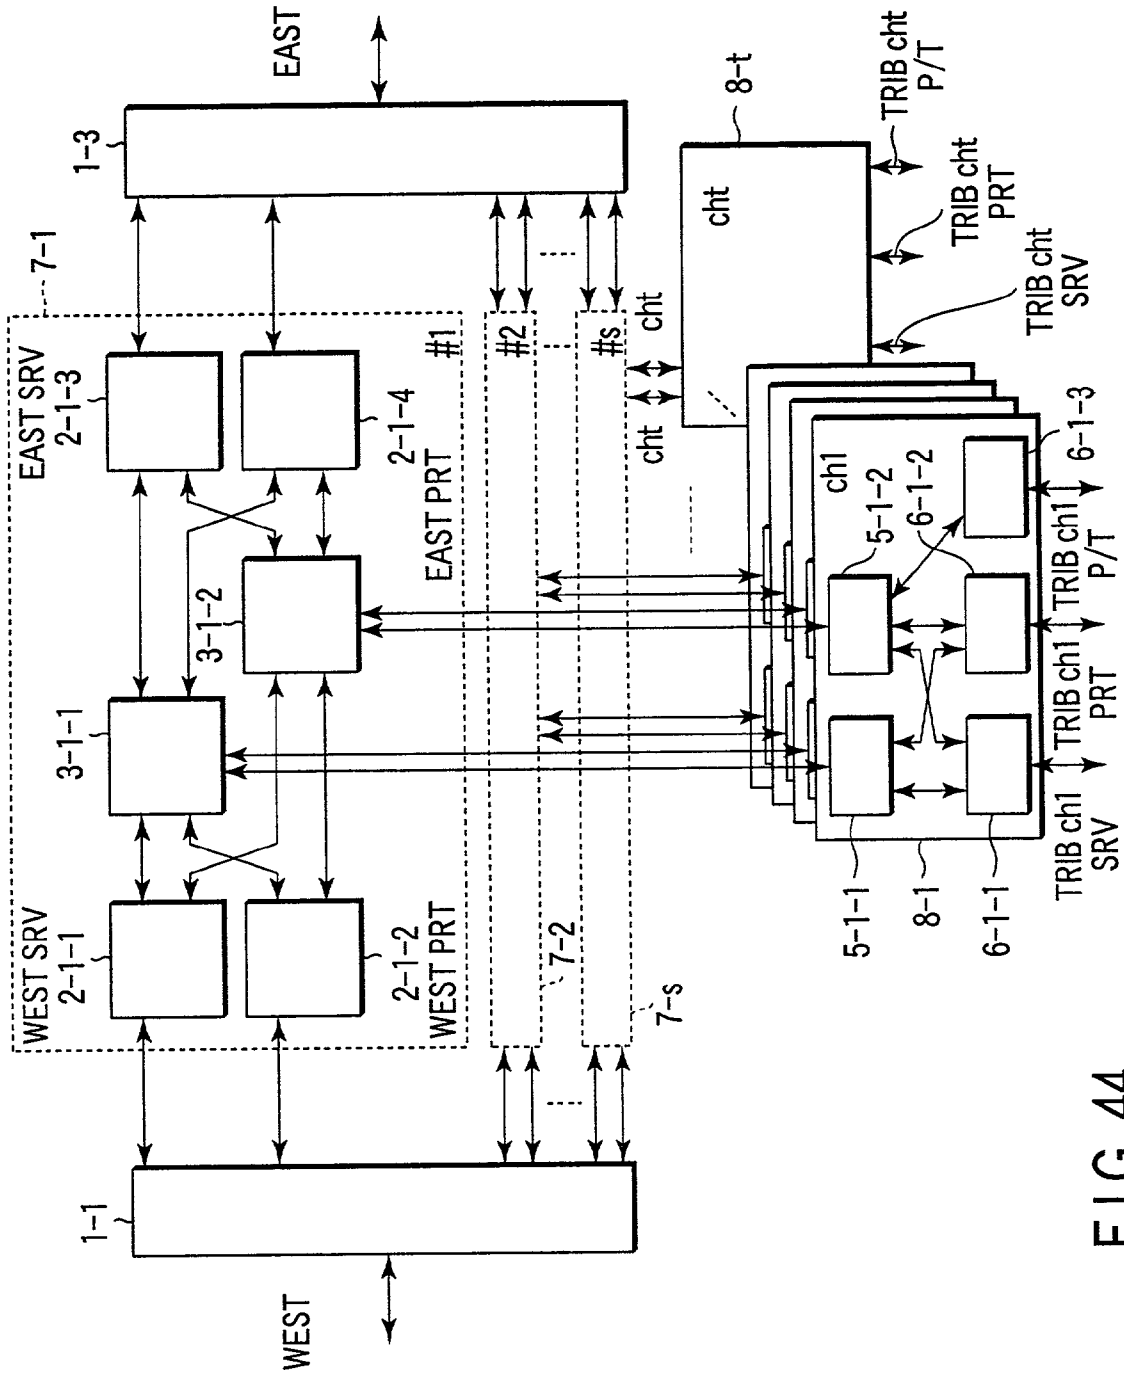 WEST
1-1
WEST SRV
2-1-1
2-1-2
WEST PRT
3-1-1
3-1-2
EAST SRV
2-1-3
2-1-4
EAST PRT
#1
7-1
#2
7-2
#s
7-s
1-3
EAST
cht
cht
cht
8-t
TRIB cht
SRV
TRIB cht
PRT
TRIB cht
P/T
ch1
5-1-1
5-1-2
8-1
6-1-1
6-1-2
6-1-3
TRIB ch1
SRV
TRIB ch1
PRT
TRIB ch1
P/T
FIG. 44